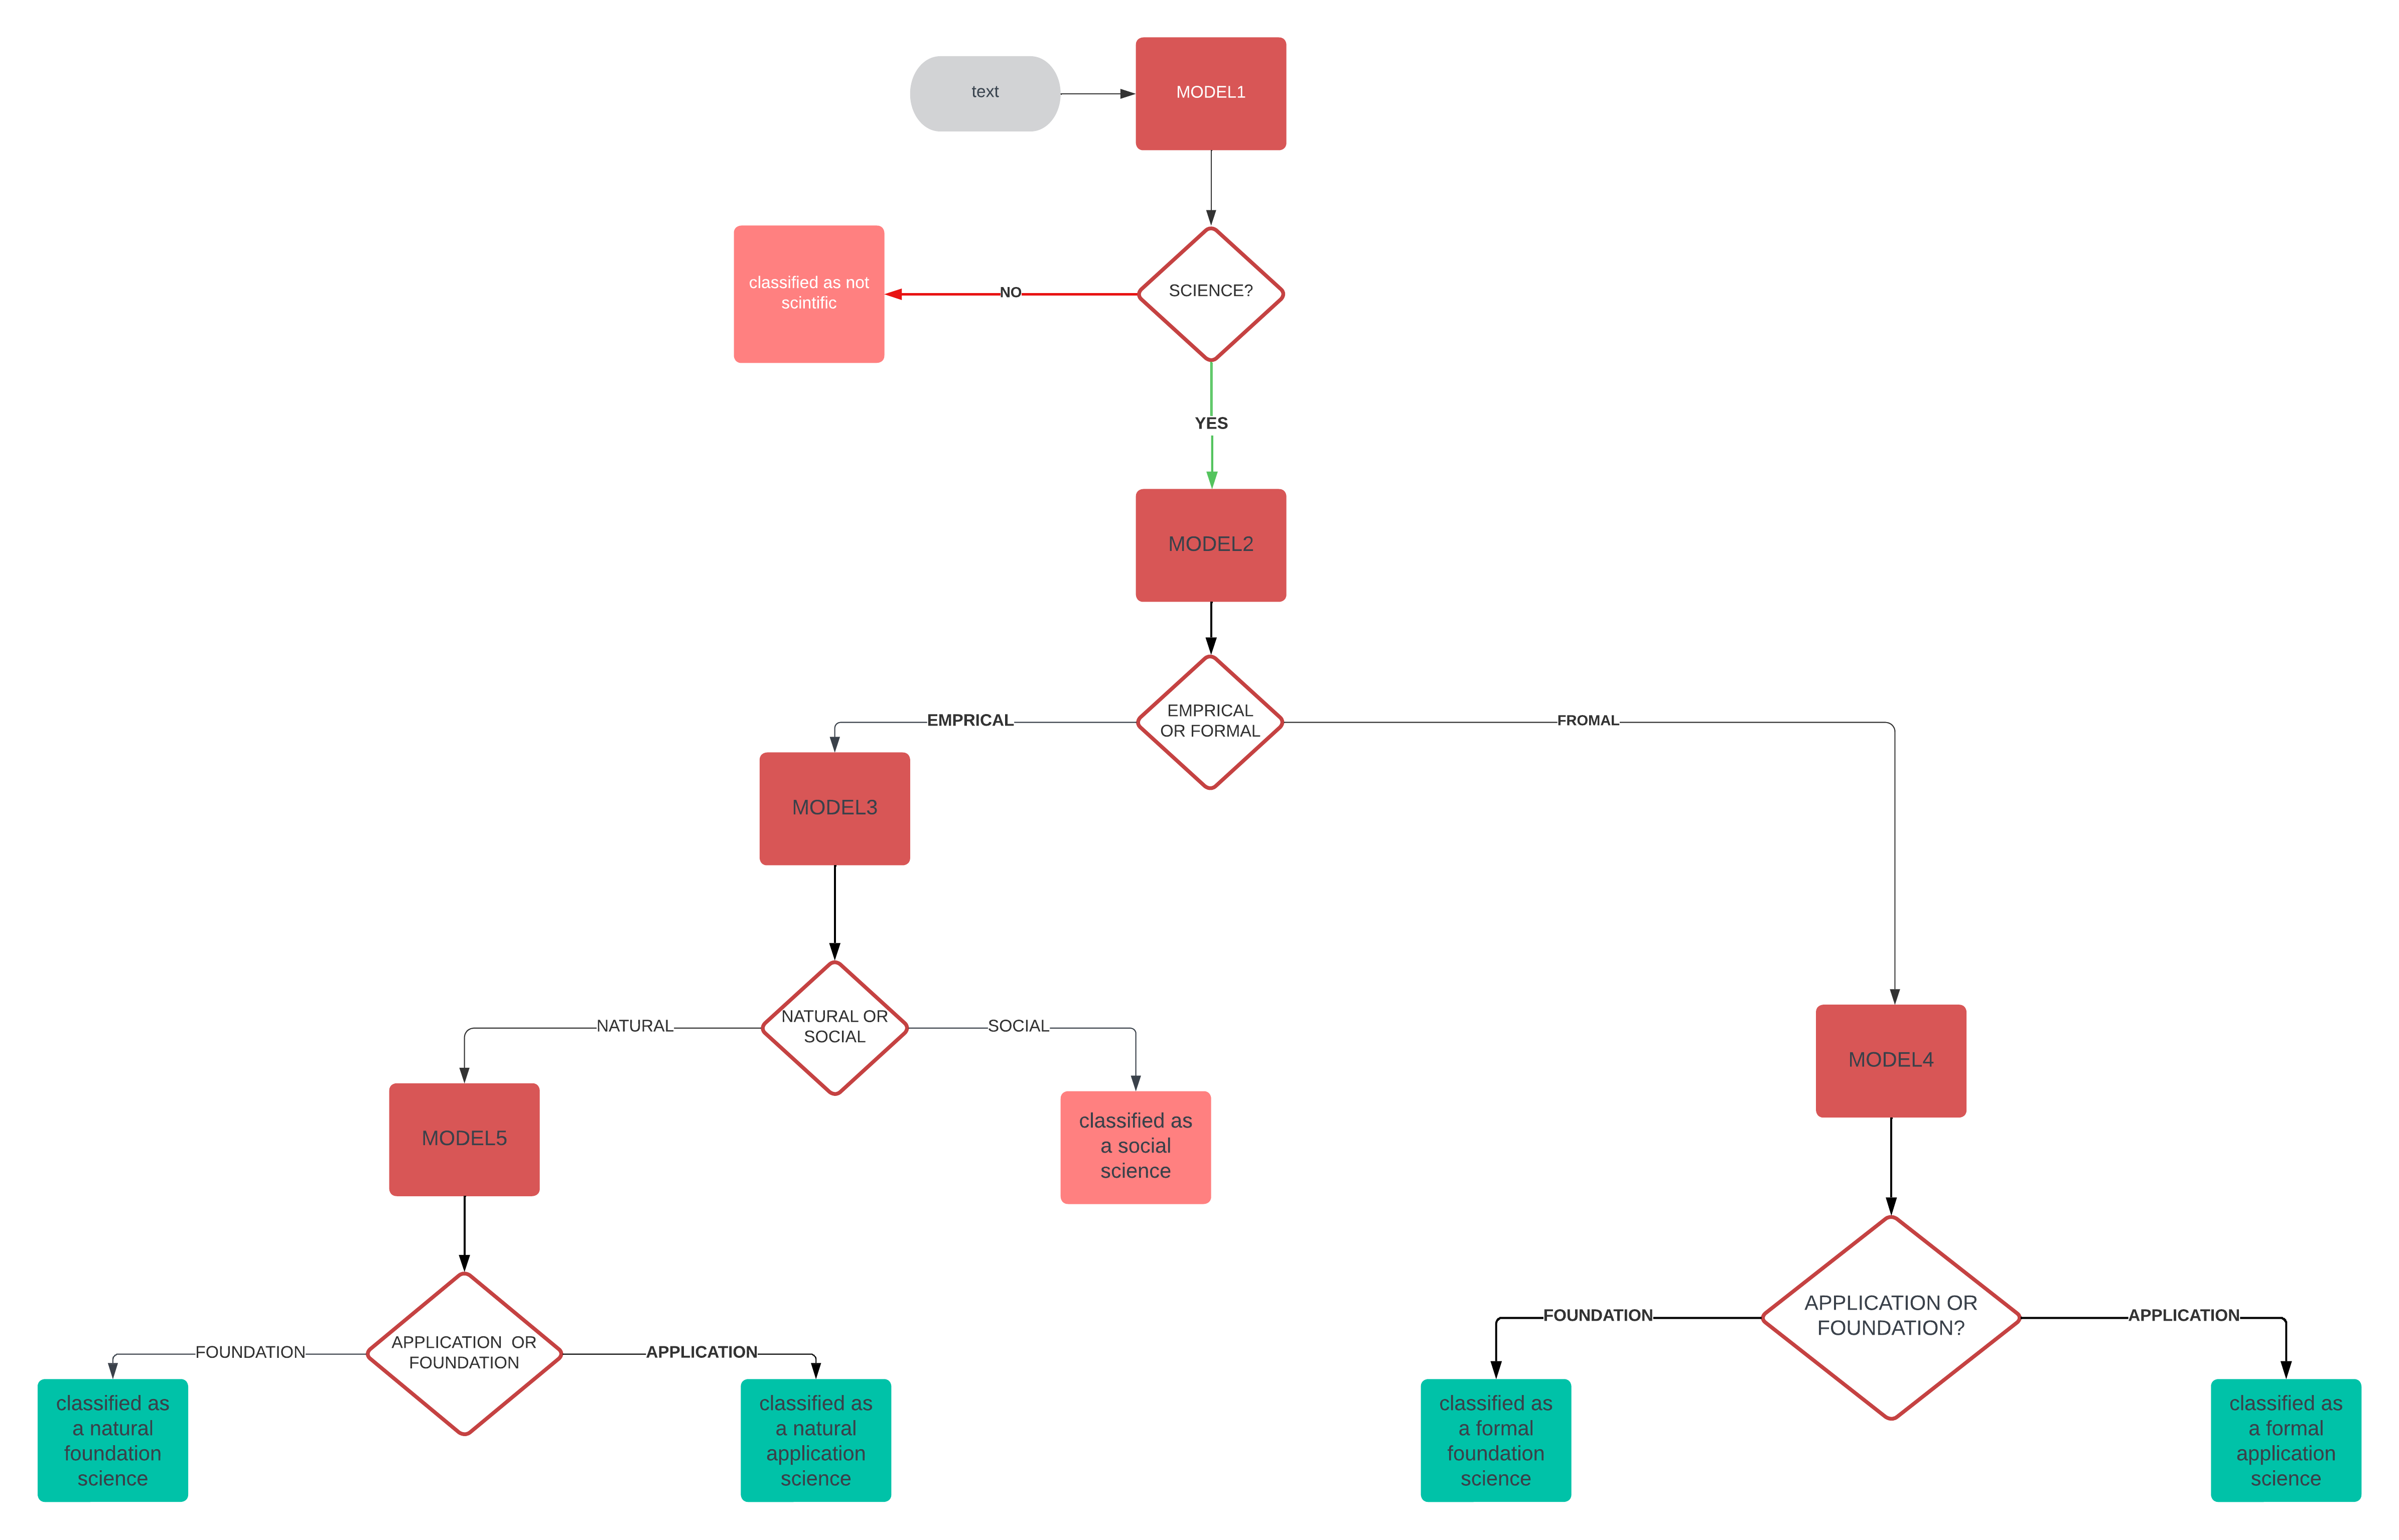 text
MODEL1
classified as not
scintific
NO
SCIENCE?
YES
MODEL2
EMPRICAL
EMPRICAL
OR FORMAL
FROMAL
MODEL3
NATURAL
NATURAL OR
SOCIAL
SOCIAL
MODEL4
MODEL5
classified as
a social
science
FOUNDATION
APPLICATION OR
FOUNDATION
APPLICATION
FOUNDATION
APPLICATION OR
FOUNDATION?
APPLICATION
classified as
a natural
foundation
science
classified as
a natural
application
science
classified as
a formal
foundation
science
classified as
a formal
application
science